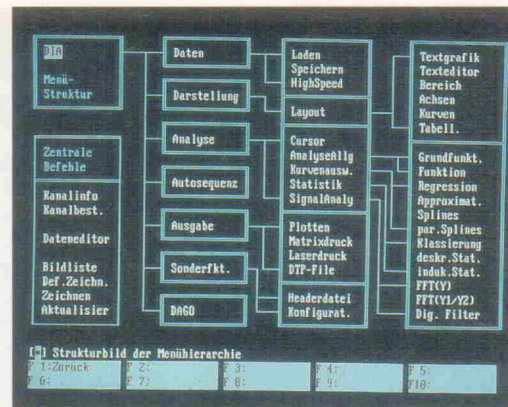 DIA
Menü-
Struktur
Zentrale
Befehle
Kanalinfo
Kanalbest.
Dateneditor
Bildliste
Def.Zeichn.
Zeichnen
Aktualisier
Daten
Darstellung
Analyse
Autosequenz
Ausgabe
Sonderfkt.
DAGO
Laden
Speichern
HighSpeed
Layout
Cursor
AnalyseAllg
Kurvenausw.
Statistik
SignalAnaly
Plotten
Matrixdruck
Laserdruck
DTP-File
Headerdatei
Konfigurat.
Textgrafik
Texteditor
Bereich
Achsen
Kurven
Tabell.
Grundfunkt.
Funktion
Regression
Approximat.
Splines
par.Splines
Klassierung
deskr.Stat.
induk.Stat.
FFT(Y)
FFT(Y1/Y2)
Dig. Filter
Strukturbild der Menühierarchie
F 1:Zurück F 2: F 3: F 4: F 5:
F 6: F 7: F 8: F 9: F10: